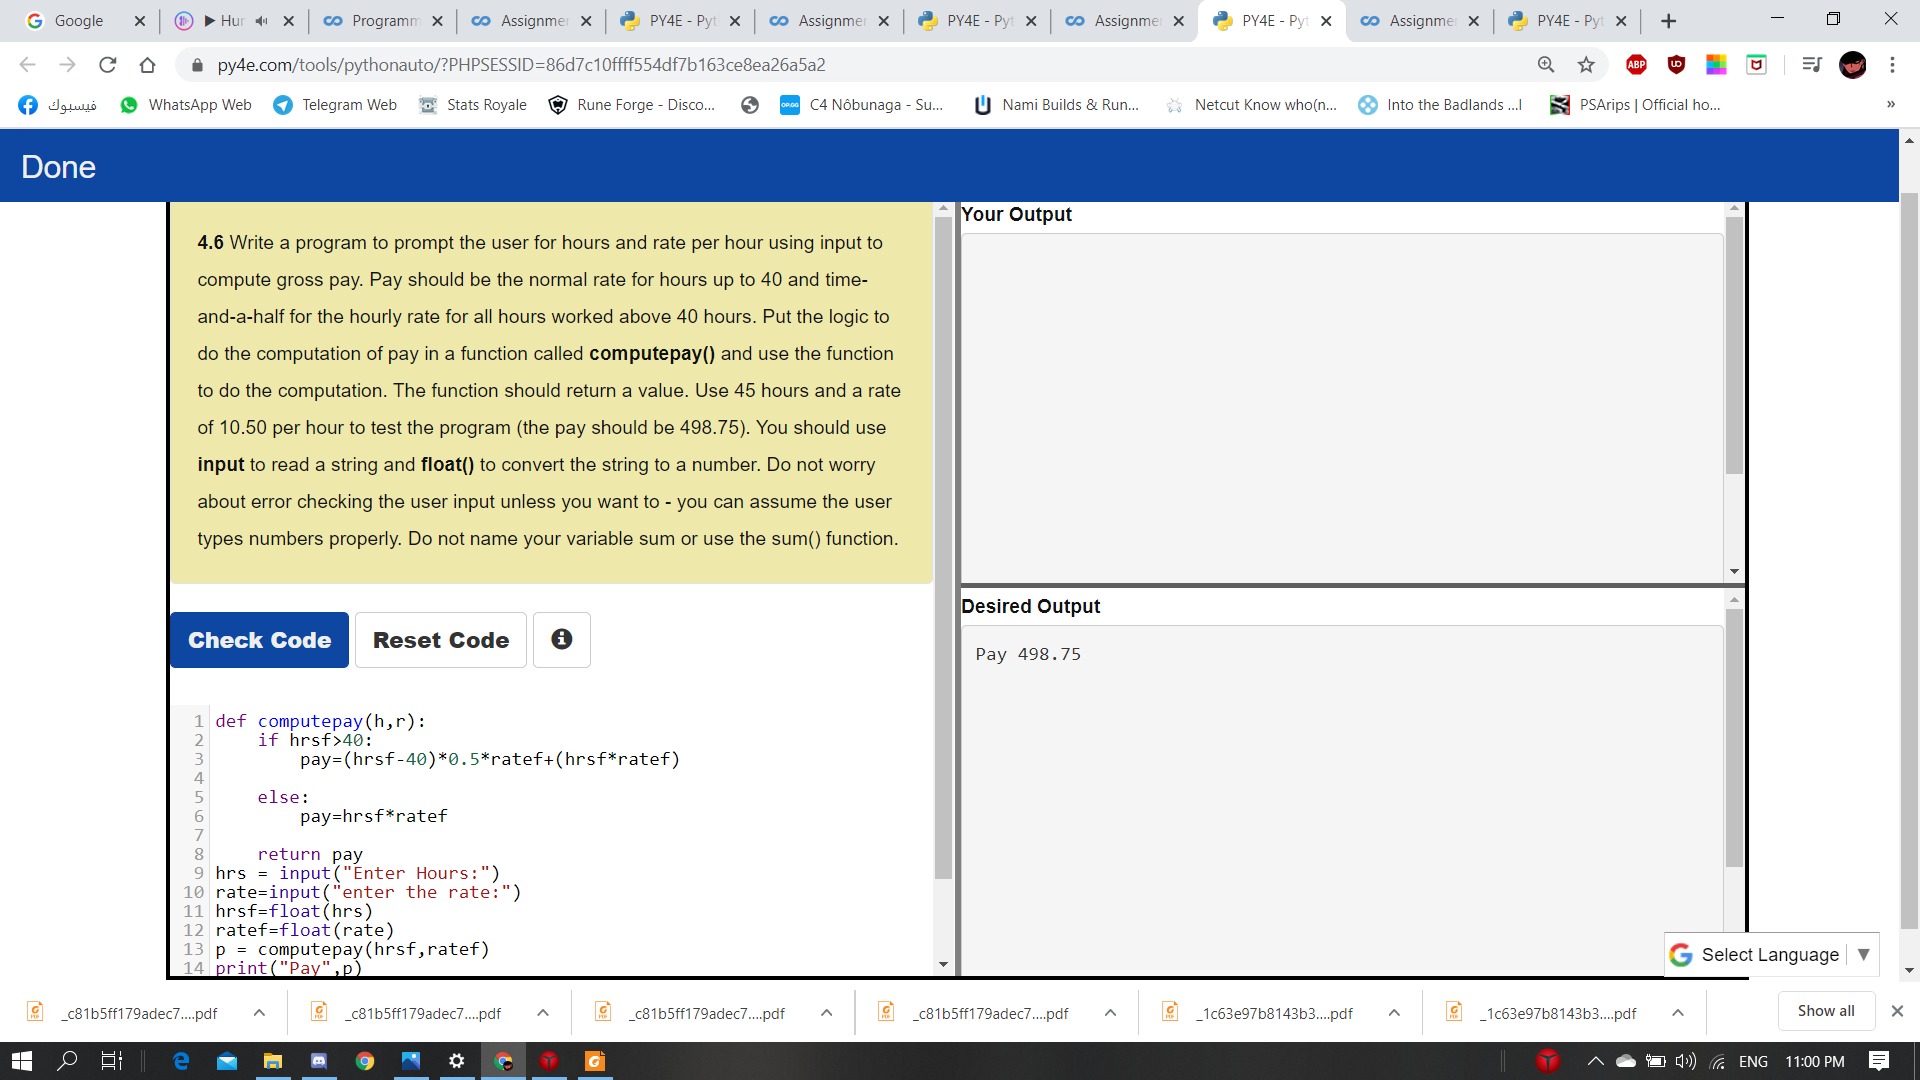 Google
Hur
Programm
Assignme
PY4E - Pyt
Assignme
PY4E - Pyt
Assignme
PY4E - Pyt
Assignme
PY4E - Pyt
py4e.com/tools/pythonauto/?PHPSESSID=86d7c10ffff554df7b163ce8ea26a5a2
ABP
فيسبوك
WhatsApp Web
Telegram Web
Stats Royale
Rune Forge - Disco...
OP.GG
C4 Nôbunaga - Su...
Nami Builds & Run...
Netcut Know who(n...
Into the Badlands ...l
PSArips | Official ho...
»
Done
4.6 Write a program to prompt the user for hours and rate per hour using input to
compute gross pay. Pay should be the normal rate for hours up to 40 and time-
and-a-half for the hourly rate for all hours worked above 40 hours. Put the logic to
do the computation of pay in a function called computepay() and use the function
to do the computation. The function should return a value. Use 45 hours and a rate
of 10.50 per hour to test the program (the pay should be 498.75). You should use
input to read a string and float() to convert the string to a number. Do not worry
about error checking the user input unless you want to - you can assume the user
types numbers properly. Do not name your variable sum or use the sum() function.
Check Code
Reset Code
1 def computepay(h,r):
2 if hrsf>40:
3 pay=(hrsf-40)*0.5*ratef+(hrsf*ratef)
4
5 else:
6 pay=hrsf*ratef
7
8 return pay
9 hrs = input("Enter Hours:")
10 rate=input("enter the rate:")
11 hrsf=float(hrs)
12 ratef=float(rate)
13 p = computepay(hrsf,ratef)
14 print("Pay",p)
Your Output
Desired Output
Pay 498.75
Select Language
_c81b5ff179adec7....pdf
_c81b5ff179adec7....pdf
_c81b5ff179adec7....pdf
_c81b5ff179adec7....pdf
_1c63e97b8143b3....pdf
_1c63e97b8143b3....pdf
Show all
ENG
11:00 PM